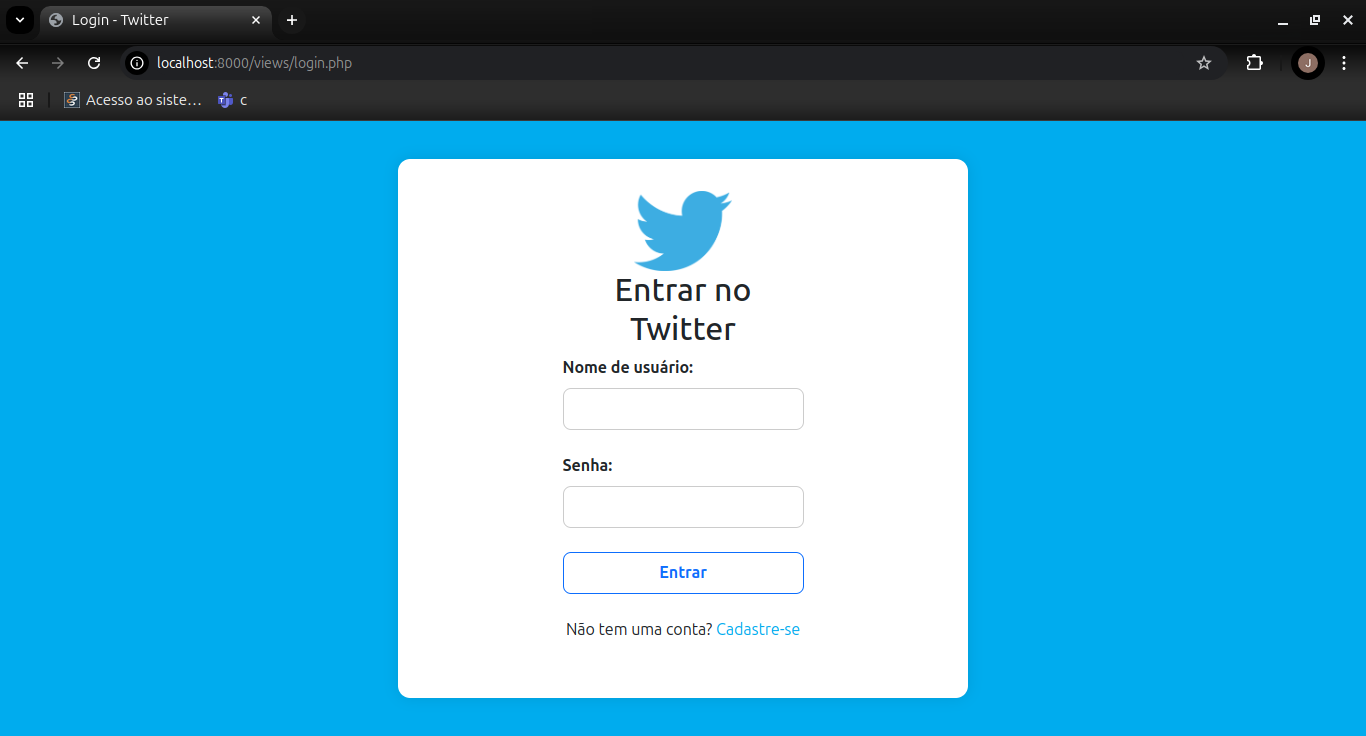 Login - Twitter
localhost:8000/views/login.php
J
Acesso ao siste...
c
Entrar no
Twitter
Nome de usuário:
Senha:
Entrar
Não tem uma conta? Cadastre-se